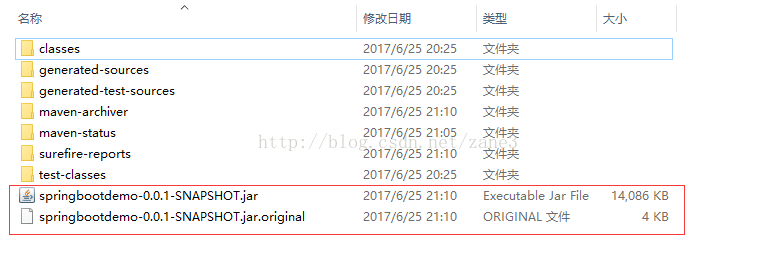 名称 修改日期 类型 大小
classes 2017/6/25 20:25 文件夹
generated-sources 2017/6/25 20:25 文件夹
generated-test-sources 2017/6/25 20:25 文件夹
maven-archiver 2017/6/25 21:10 文件夹
maven-status 2017/6/25 21:05 文件夹
http://blog.csdn.net/zane3
surefire-reports 2017/6/25 21:10 文件夹
test-classes 2017/6/25 20:25 文件夹
springbootdemo-0.0.1-SNAPSHOT.jar 2017/6/25 21:10 Executable Jar File 14,086 KB
springbootdemo-0.0.1-SNAPSHOT.jar.original 2017/6/25 21:10 ORIGINAL 文件 4 KB